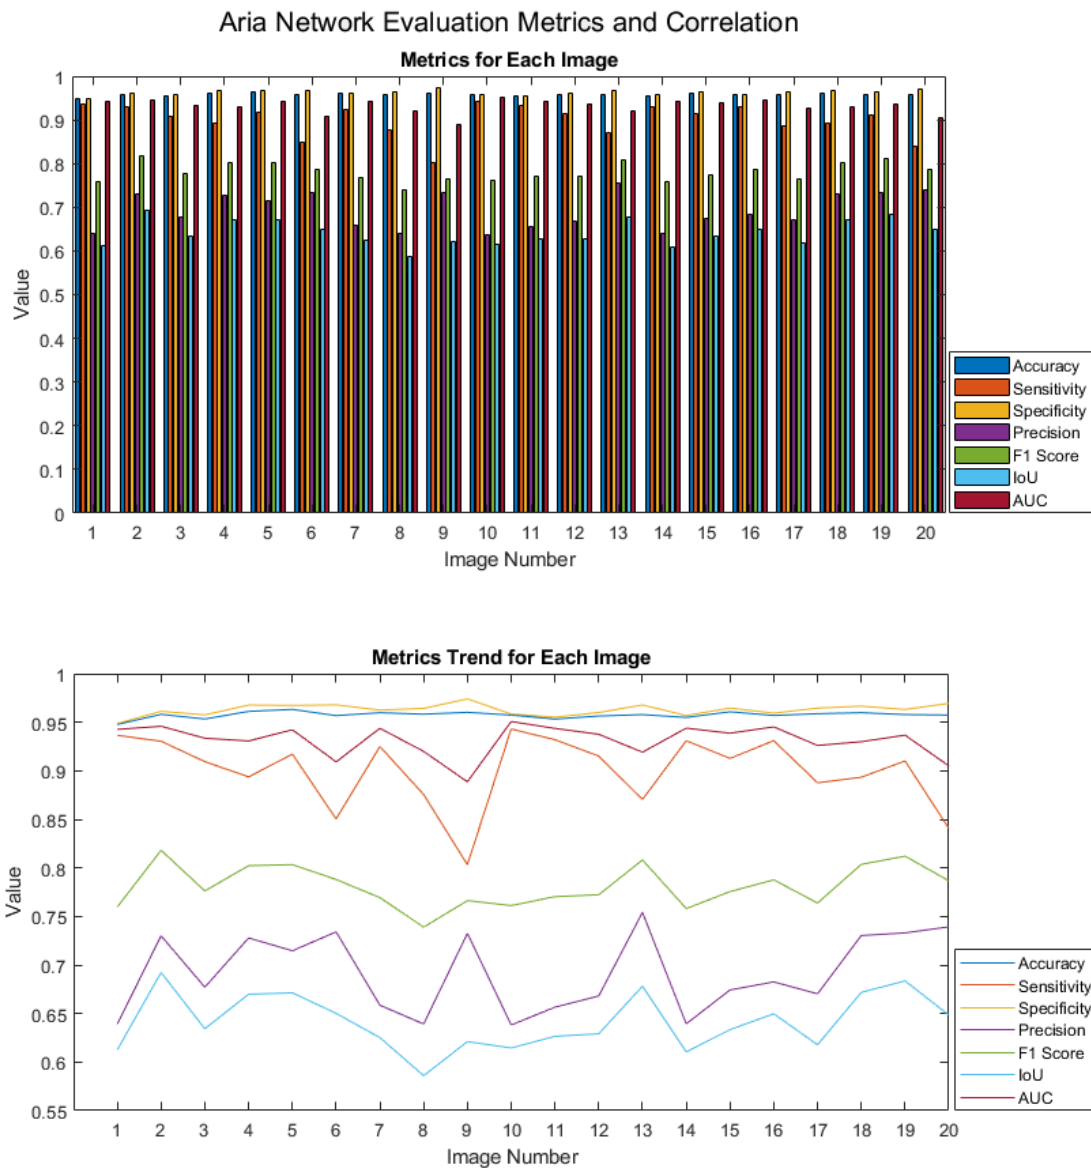 Aria Network Evaluation Metrics and Correlation
Metrics for Each Image
1
0.9
0.8
0.7
0.6
0.5
0.4
0.3
0.2
0.1
0
Value
1 2 3 4 5 6 7 8 9 10 11 12 13 14 15 16 17 18 19 20
Image Number
Accuracy
Sensitivity
Specificity
Precision
F1 Score
IoU
AUC
Metrics Trend for Each Image
1
0.95
0.9
0.85
0.8
0.75
0.7
0.65
0.6
0.55
Value
1 2 3 4 5 6 7 8 9 10 11 12 13 14 15 16 17 18 19 20
Image Number
Accuracy
Sensitivity
Specificity
Precision
F1 Score
IoU
AUC